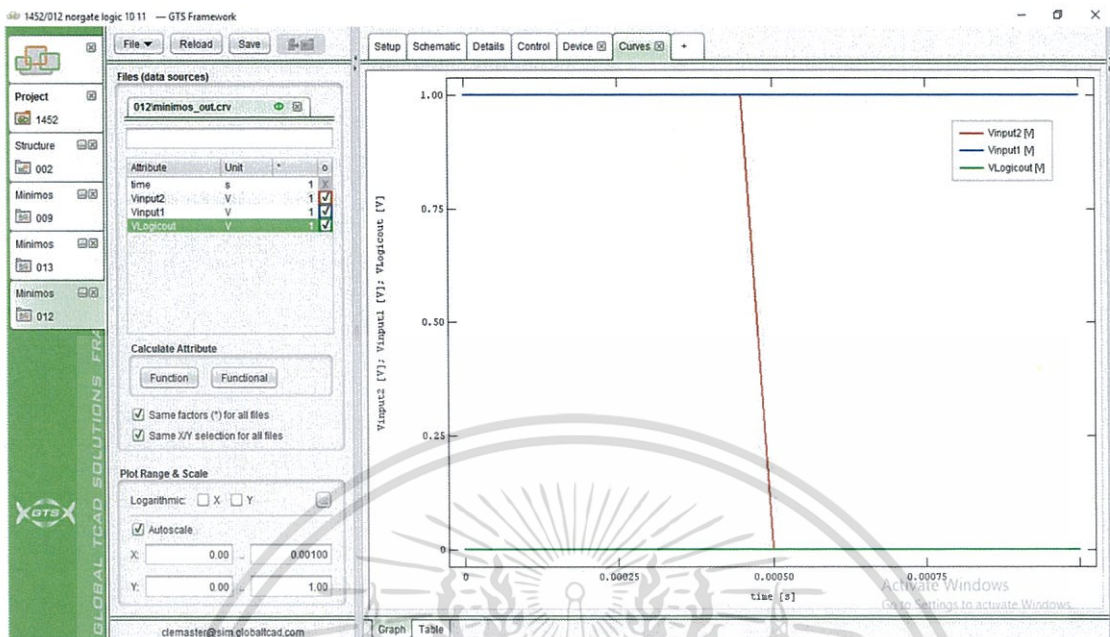 1452/012 norgate logic 10 11 — GTS Framework
File Reload Save
Setup Schematic Details Control Device Curves +
Files (data sources)
Project
1452
Structure
002
Minimos
009
Minimos
013
Minimos
012
012\minimos_out.crv
Attribute Unit * o
time s 1 X
Vinput2 V 1
Vinput1 V 1
VLogicout V 1
Calculate Attribute
Function Functional
Same factors (*) for all files
Same X/Y selection for all files
Plot Range & Scale
Logarithmic: X Y
Autoscale
X: 0.00 .. 0.00100
Y: 0.00 .. 1.00
clemaster@sim.globaltcad.com
GLOBAL TCAD SOLUTIONS FRA
GTS
Vinput2 [V]; Vinput1 [V]; VLogicout [V]
1.00
0.75
0.50
0.25
0
0 0.00025 0.00050 0.00075
time [s]
Vinput2 [V]
Vinput1 [V]
VLogicout [V]
Activate Windows
Go to Settings to activate Windows.
Graph Table